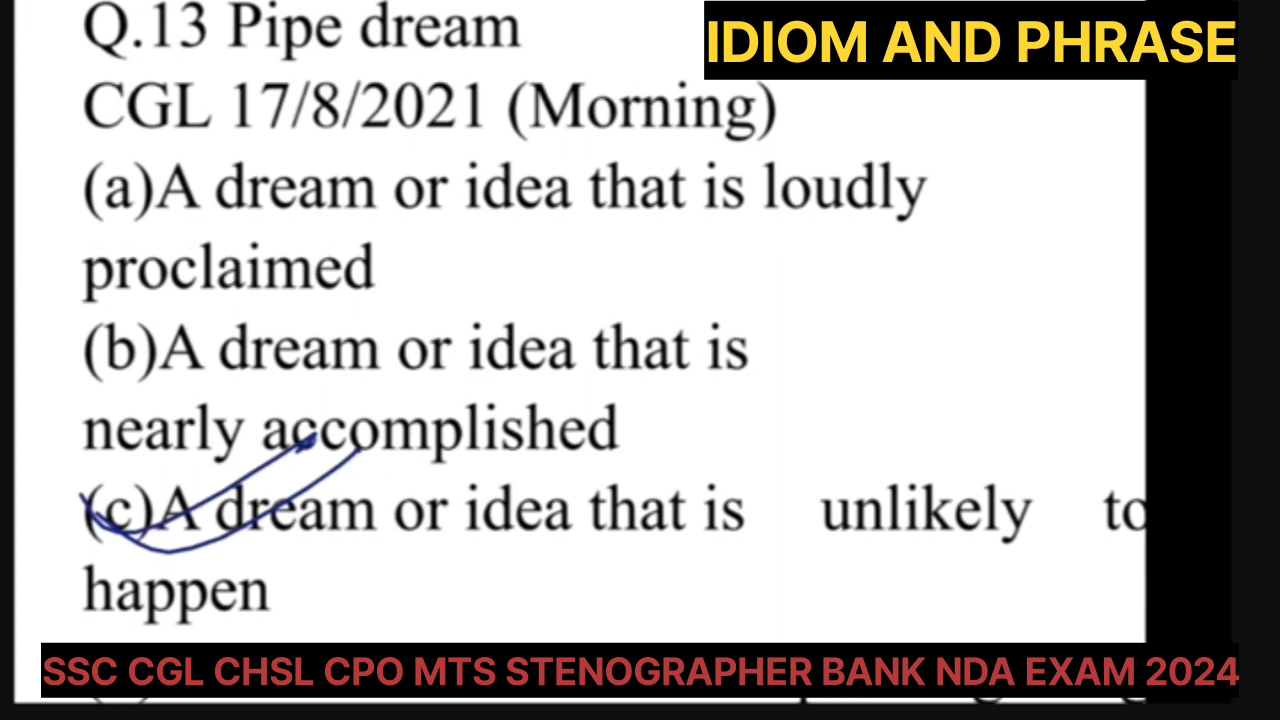 Q.13 Pipe dream
IDIOM AND PHRASE
CGL 17/8/2021 (Morning)
(a)A dream or idea that is loudly
proclaimed
(b)A dream or idea that is
nearly accomplished
(c)A dream or idea that is unlikely to
happen
SSC CGL CHSL CPO MTS STENOGRAPHER BANK NDA EXAM 2024